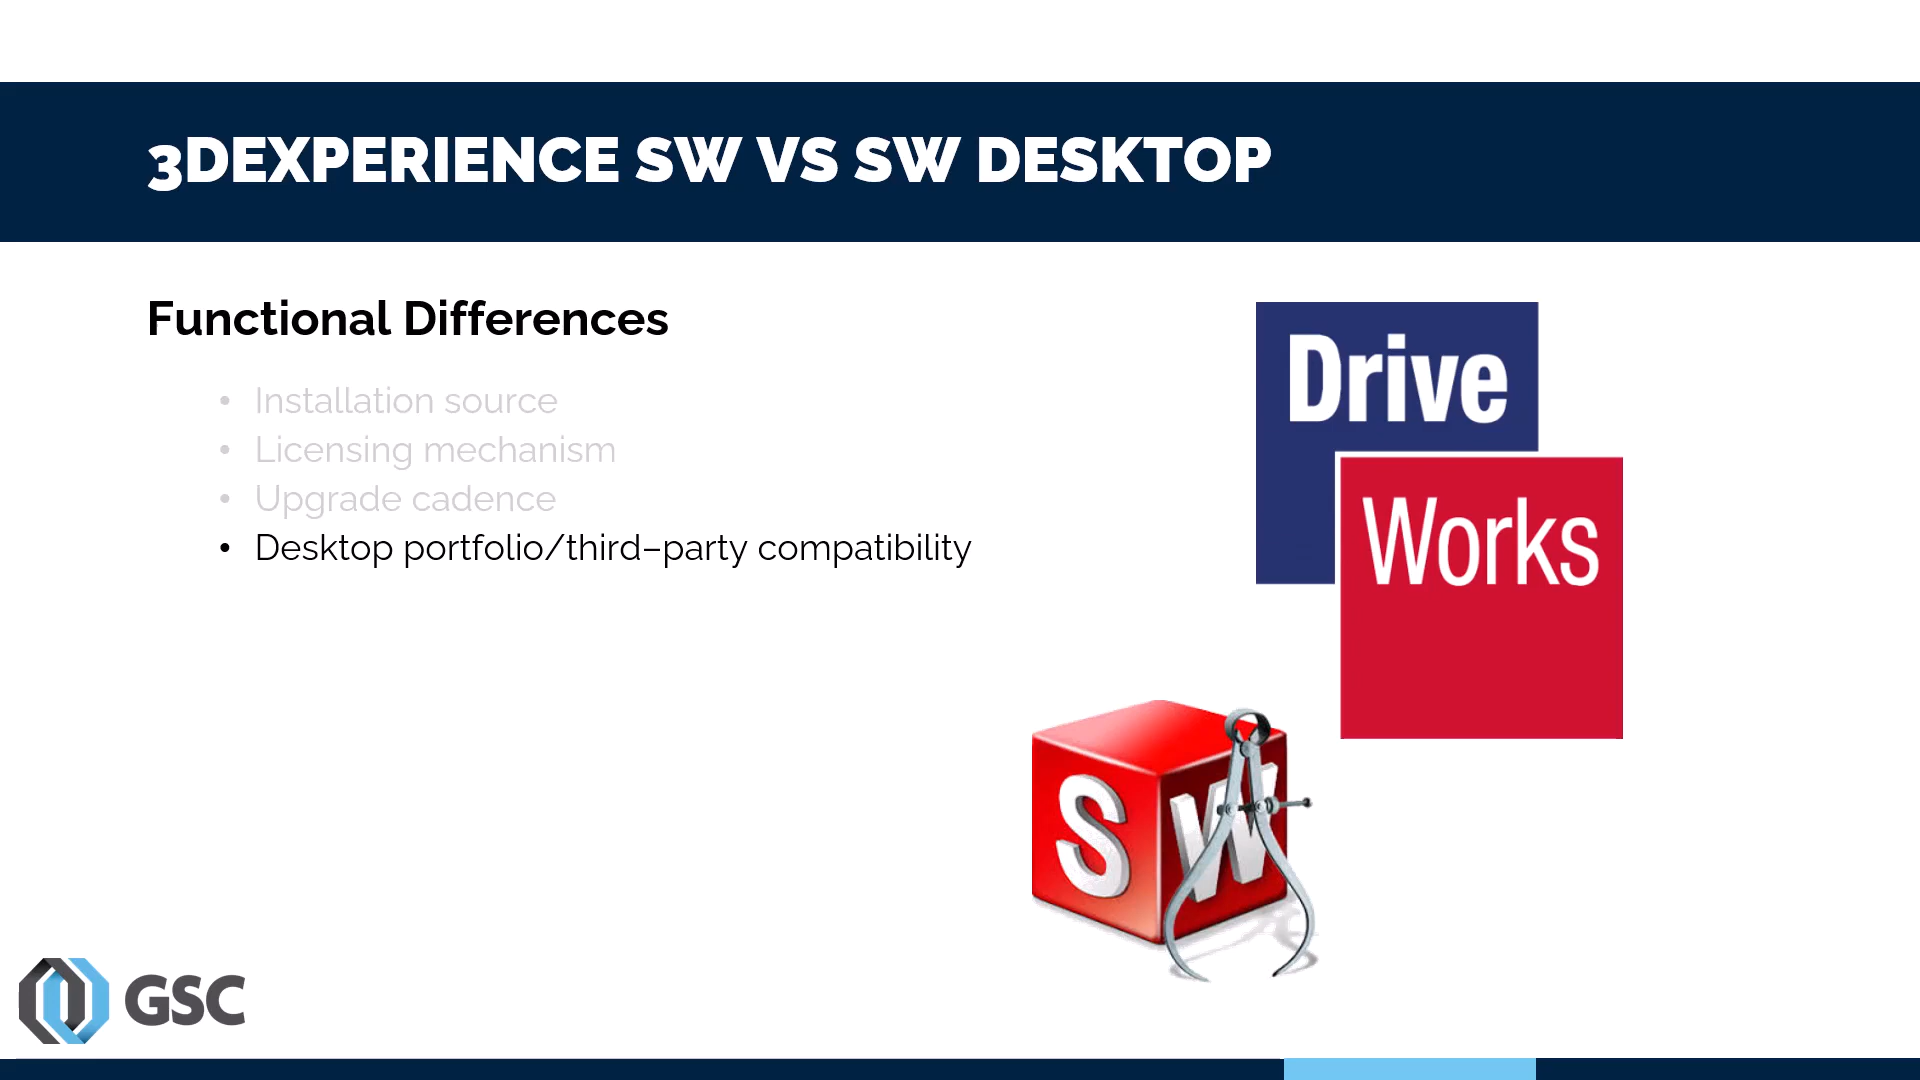 3DEXPERIENCE SW VS SW DESKTOP
Functional Differences
• Installation source
• Licensing mechanism
• Upgrade cadence
• Desktop portfolio/third–party compatibility
Drive
Works
SW
GSC